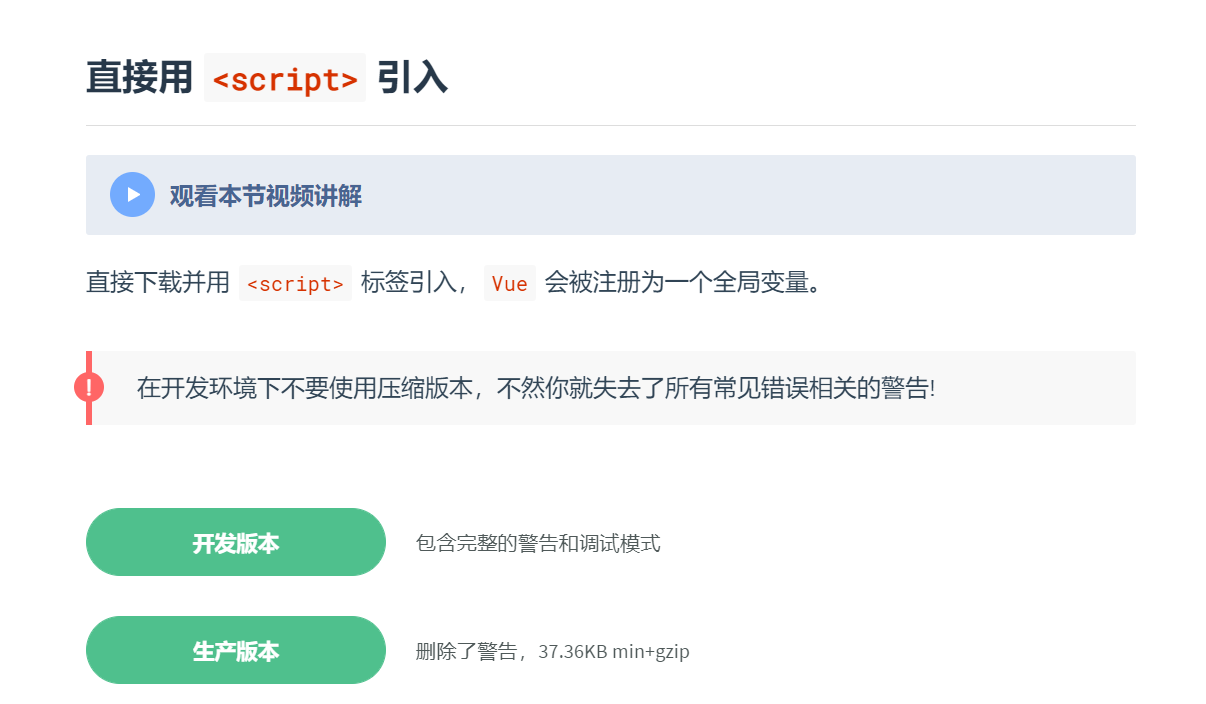 直接用 <script> 引入
观看本节视频讲解
直接下载并用 <script> 标签引入，Vue 会被注册为一个全局变量。
在开发环境下不要使用压缩版本，不然你就失去了所有常见错误相关的警告!
开发版本 包含完整的警告和调试模式
生产版本 删除了警告，37.36KB min+gzip